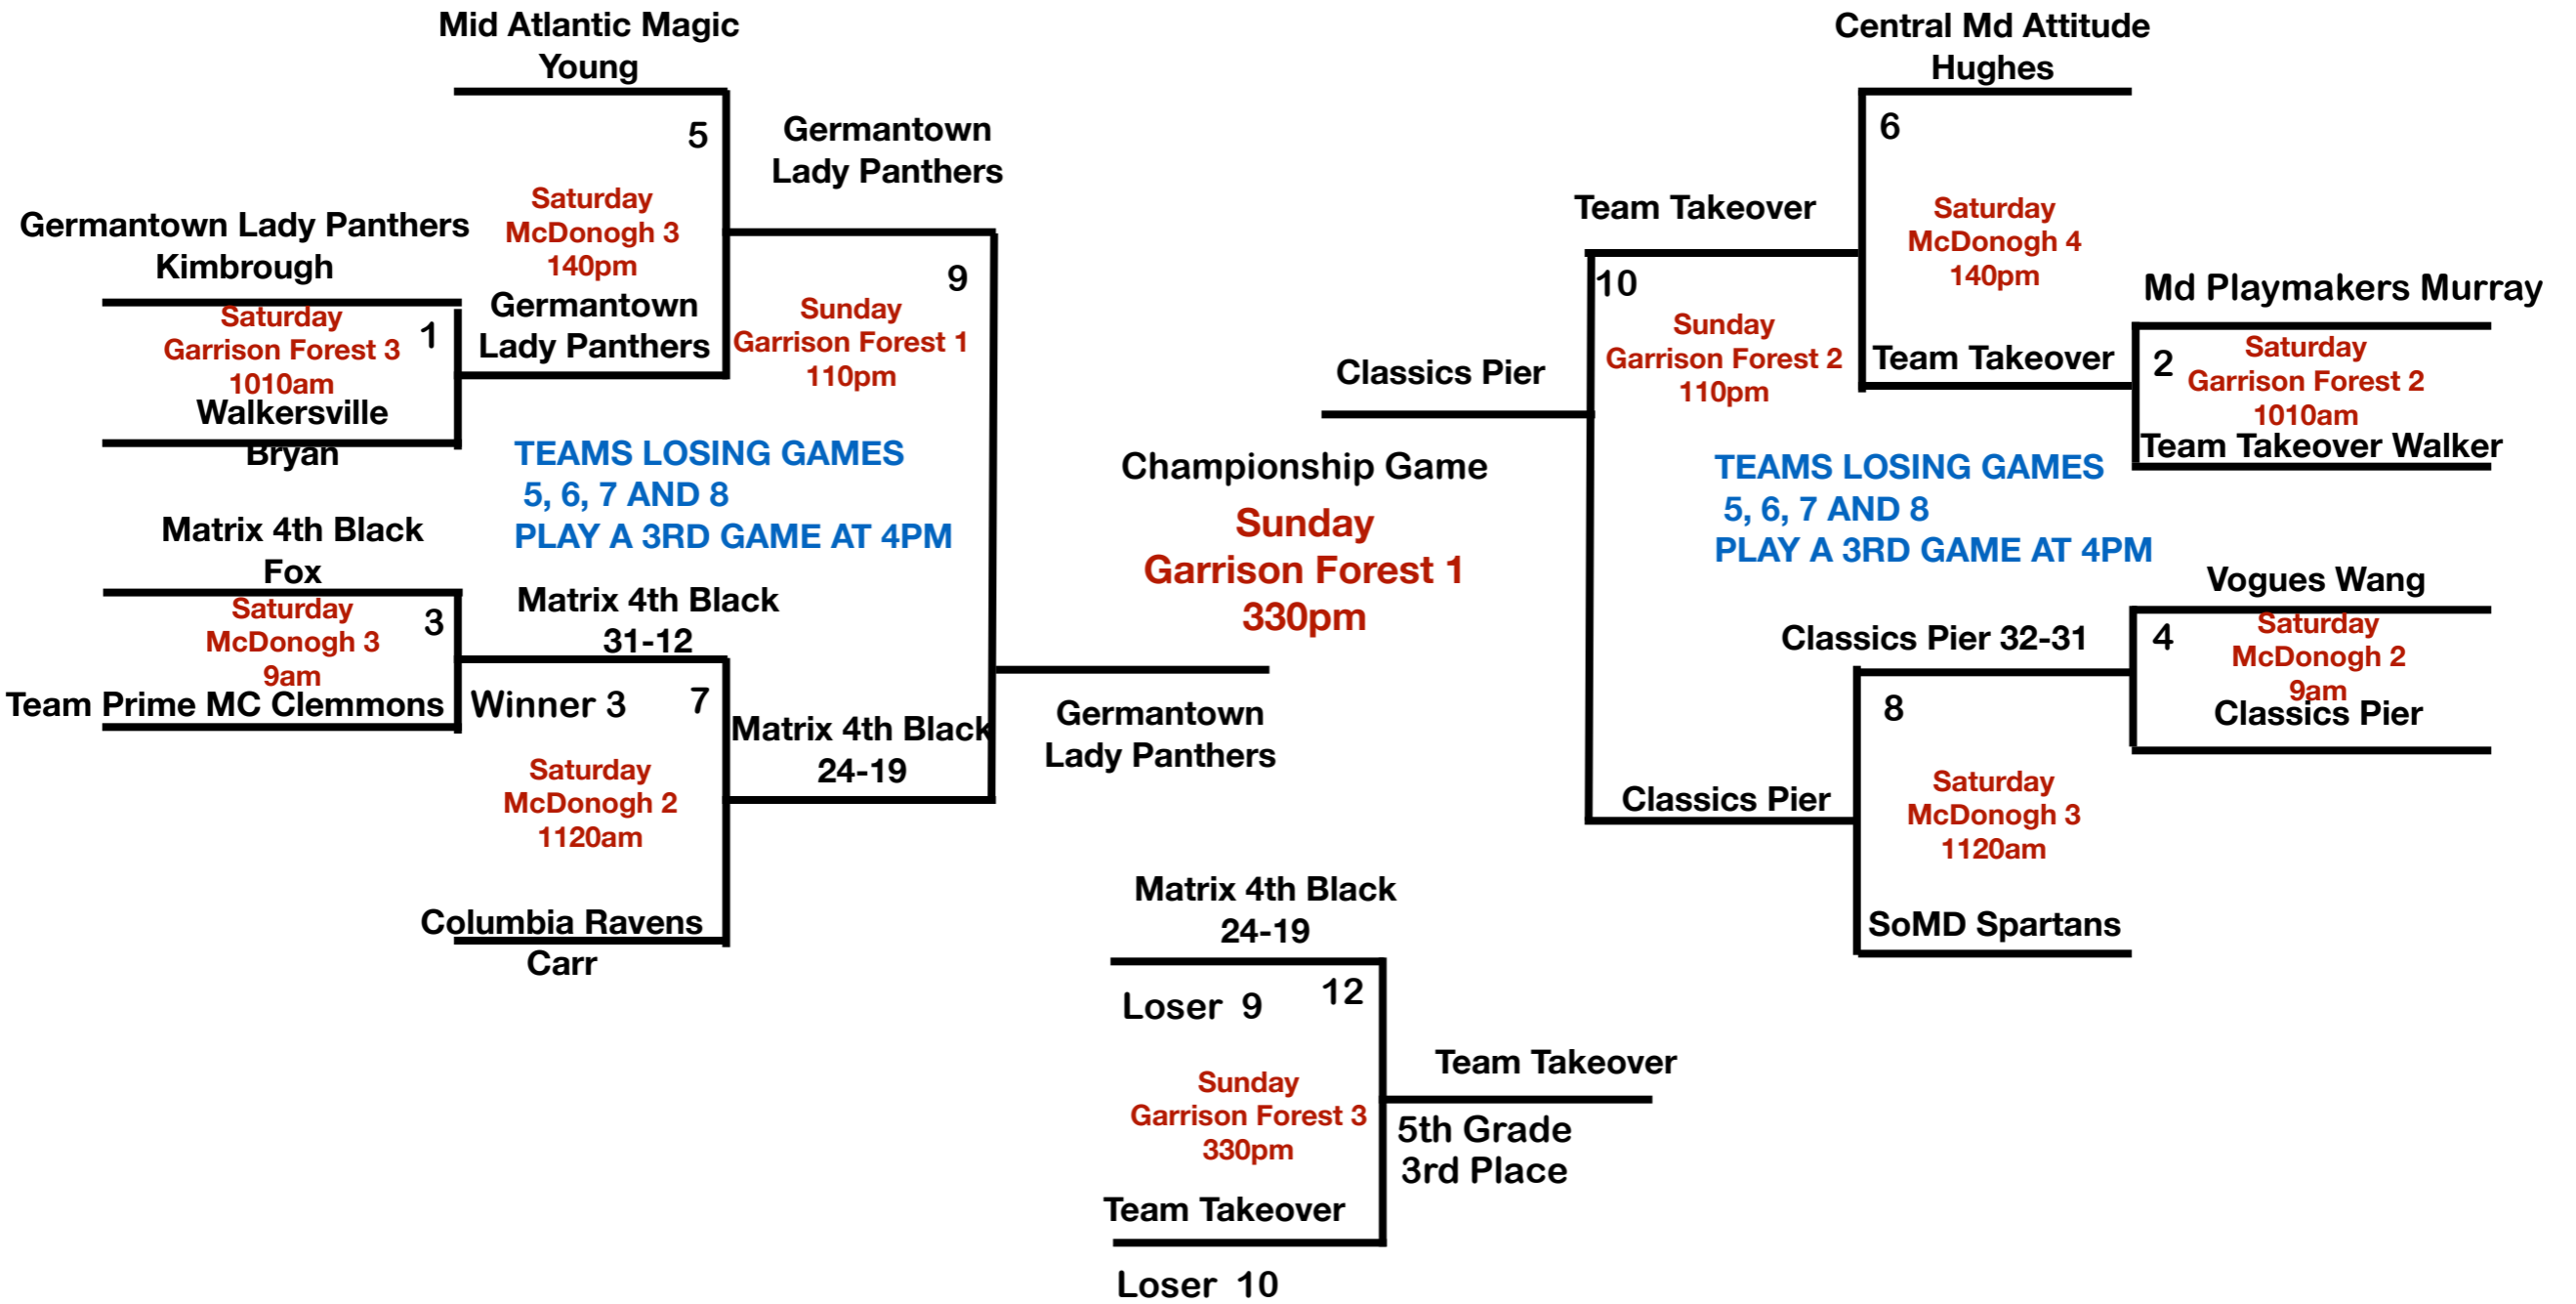 Mid Atlantic Magic
Young
5
Saturday
McDonogh 3
140pm
Germantown
Lady Panthers
Germantown Lady Panthers
Kimbrough
Saturday
Garrison Forest 3
1010am
1
Walkersville
Bryan
Germantown
Lady Panthers
9
Sunday
Garrison Forest 1
110pm
TEAMS LOSING GAMES
5, 6, 7 AND 8
PLAY A 3RD GAME AT 4PM
Matrix 4th Black
Fox
Saturday
McDonogh 3
9am
3
Team Prime MC Clemmons
Matrix 4th Black
31-12
Winner 3
7
Saturday
McDonogh 2
1120am
Columbia Ravens
Carr
Matrix 4th Black
24-19
Germantown
Lady Panthers
Championship Game
Sunday
Garrison Forest 1
330pm
Classics Pier
Central Md Attitude
Hughes
6
Saturday
McDonogh 4
140pm
Team Takeover
10
Sunday
Garrison Forest 2
110pm
Team Takeover
Md Playmakers Murray
2
Saturday
Garrison Forest 2
1010am
Team Takeover Walker
TEAMS LOSING GAMES
5, 6, 7 AND 8
PLAY A 3RD GAME AT 4PM
Vogues Wang
4
Saturday
McDonogh 2
9am
Classics Pier
Classics Pier 32-31
8
Saturday
McDonogh 3
1120am
Classics Pier
SoMD Spartans
Matrix 4th Black
24-19
12
Loser 9
Sunday
Garrison Forest 3
330pm
Team Takeover
Loser 10
Team Takeover
5th Grade
3rd Place